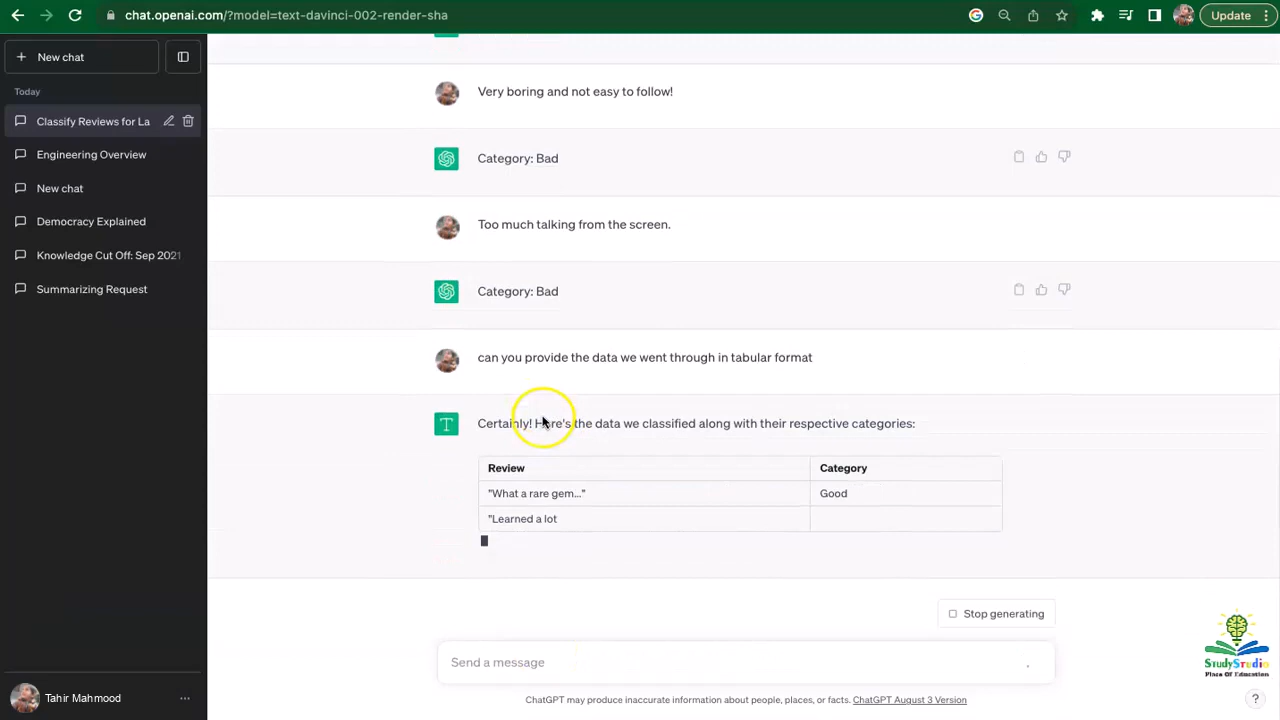 chat.openai.com/?model=text-davinci-002-render-sha
Update
New chat
Today
Classify Reviews for La
Engineering Overview
New chat
Democracy Explained
Knowledge Cut Off: Sep 2021
Summarizing Request
Tahir Mahmood
Very boring and not easy to follow!
Category: Bad
Too much talking from the screen.
Category: Bad
can you provide the data we went through in tabular format
Certainly! Here's the data we classified along with their respective categories:
Review Category
"What a rare gem..." Good
"Learned a lot
Stop generating
Send a message
ChatGPT may produce inaccurate information about people, places, or facts. ChatGPT August 3 Version
StudyStudio
Place Of Education
?